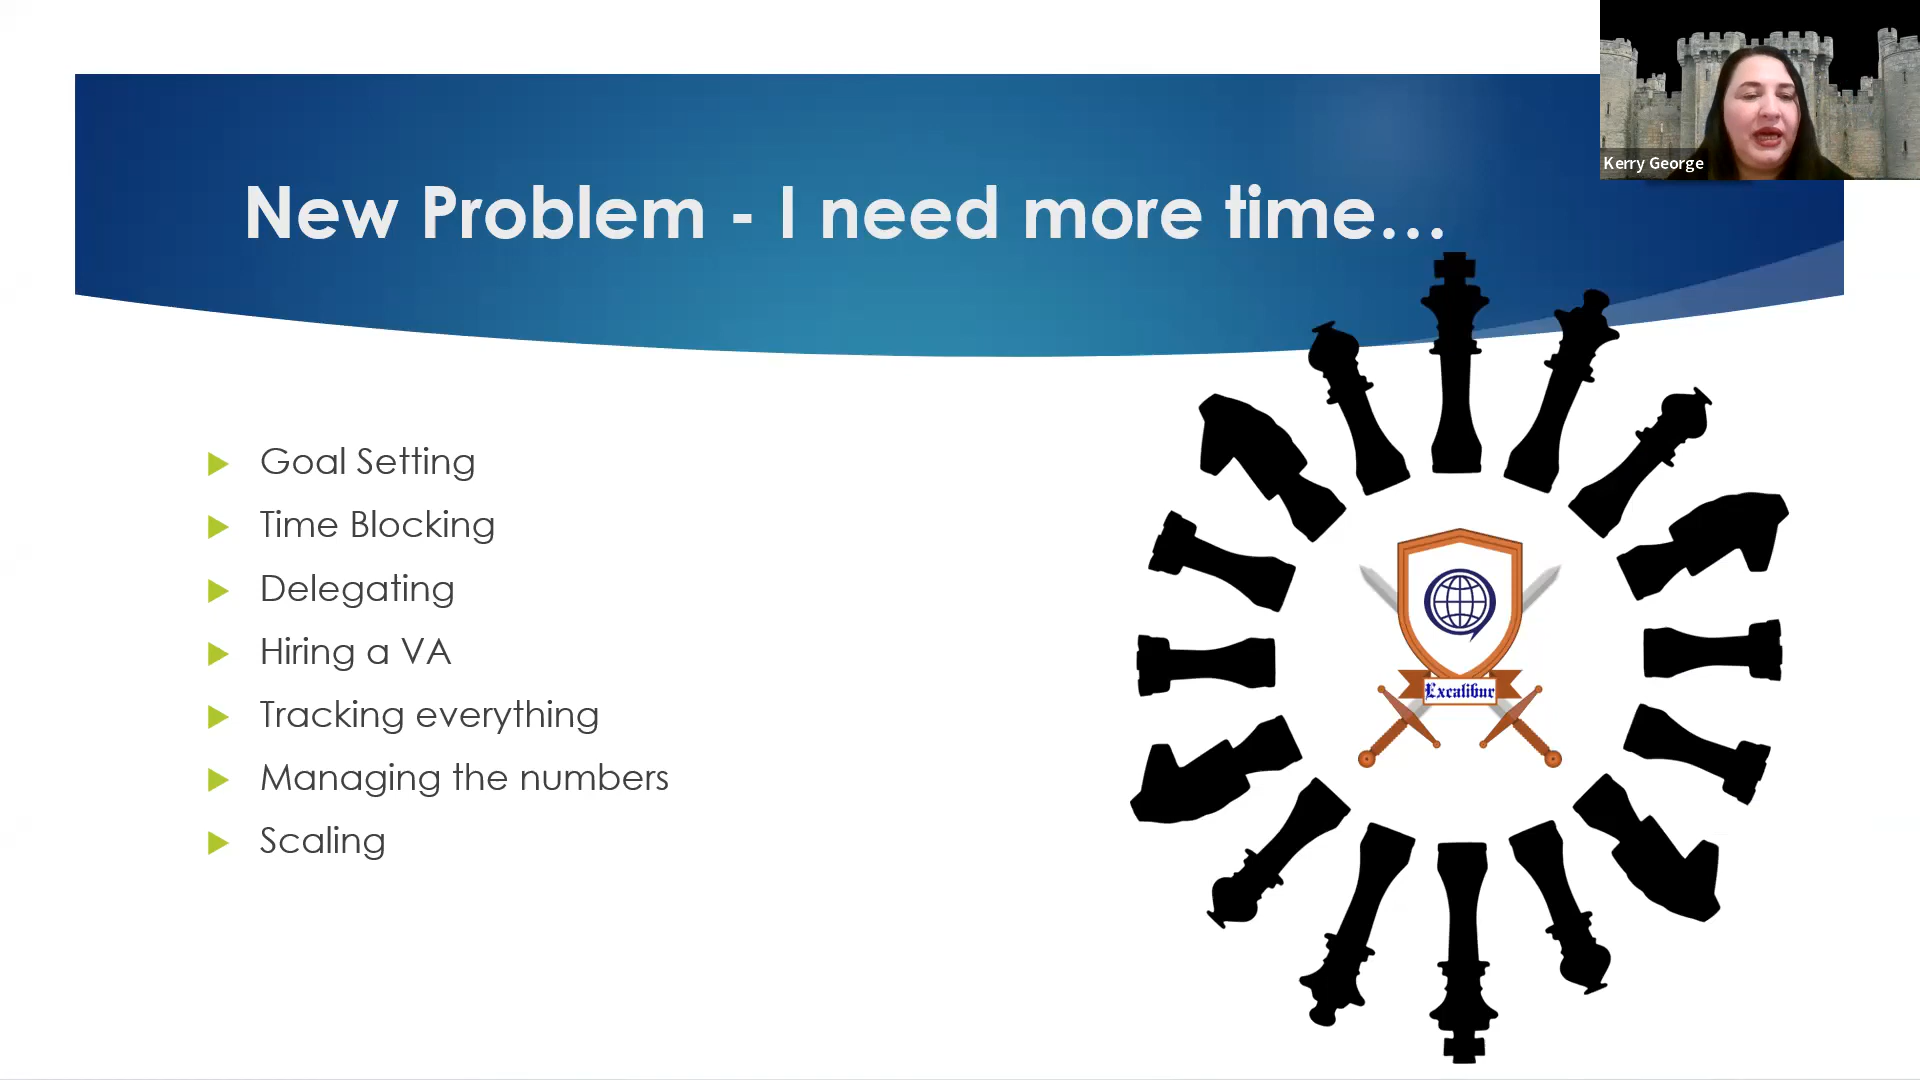 Kerry George
New Problem - I need more time...
Goal Setting
Time Blocking
Delegating
Hiring a VA
Tracking everything
Managing the numbers
Scaling
Excalibur